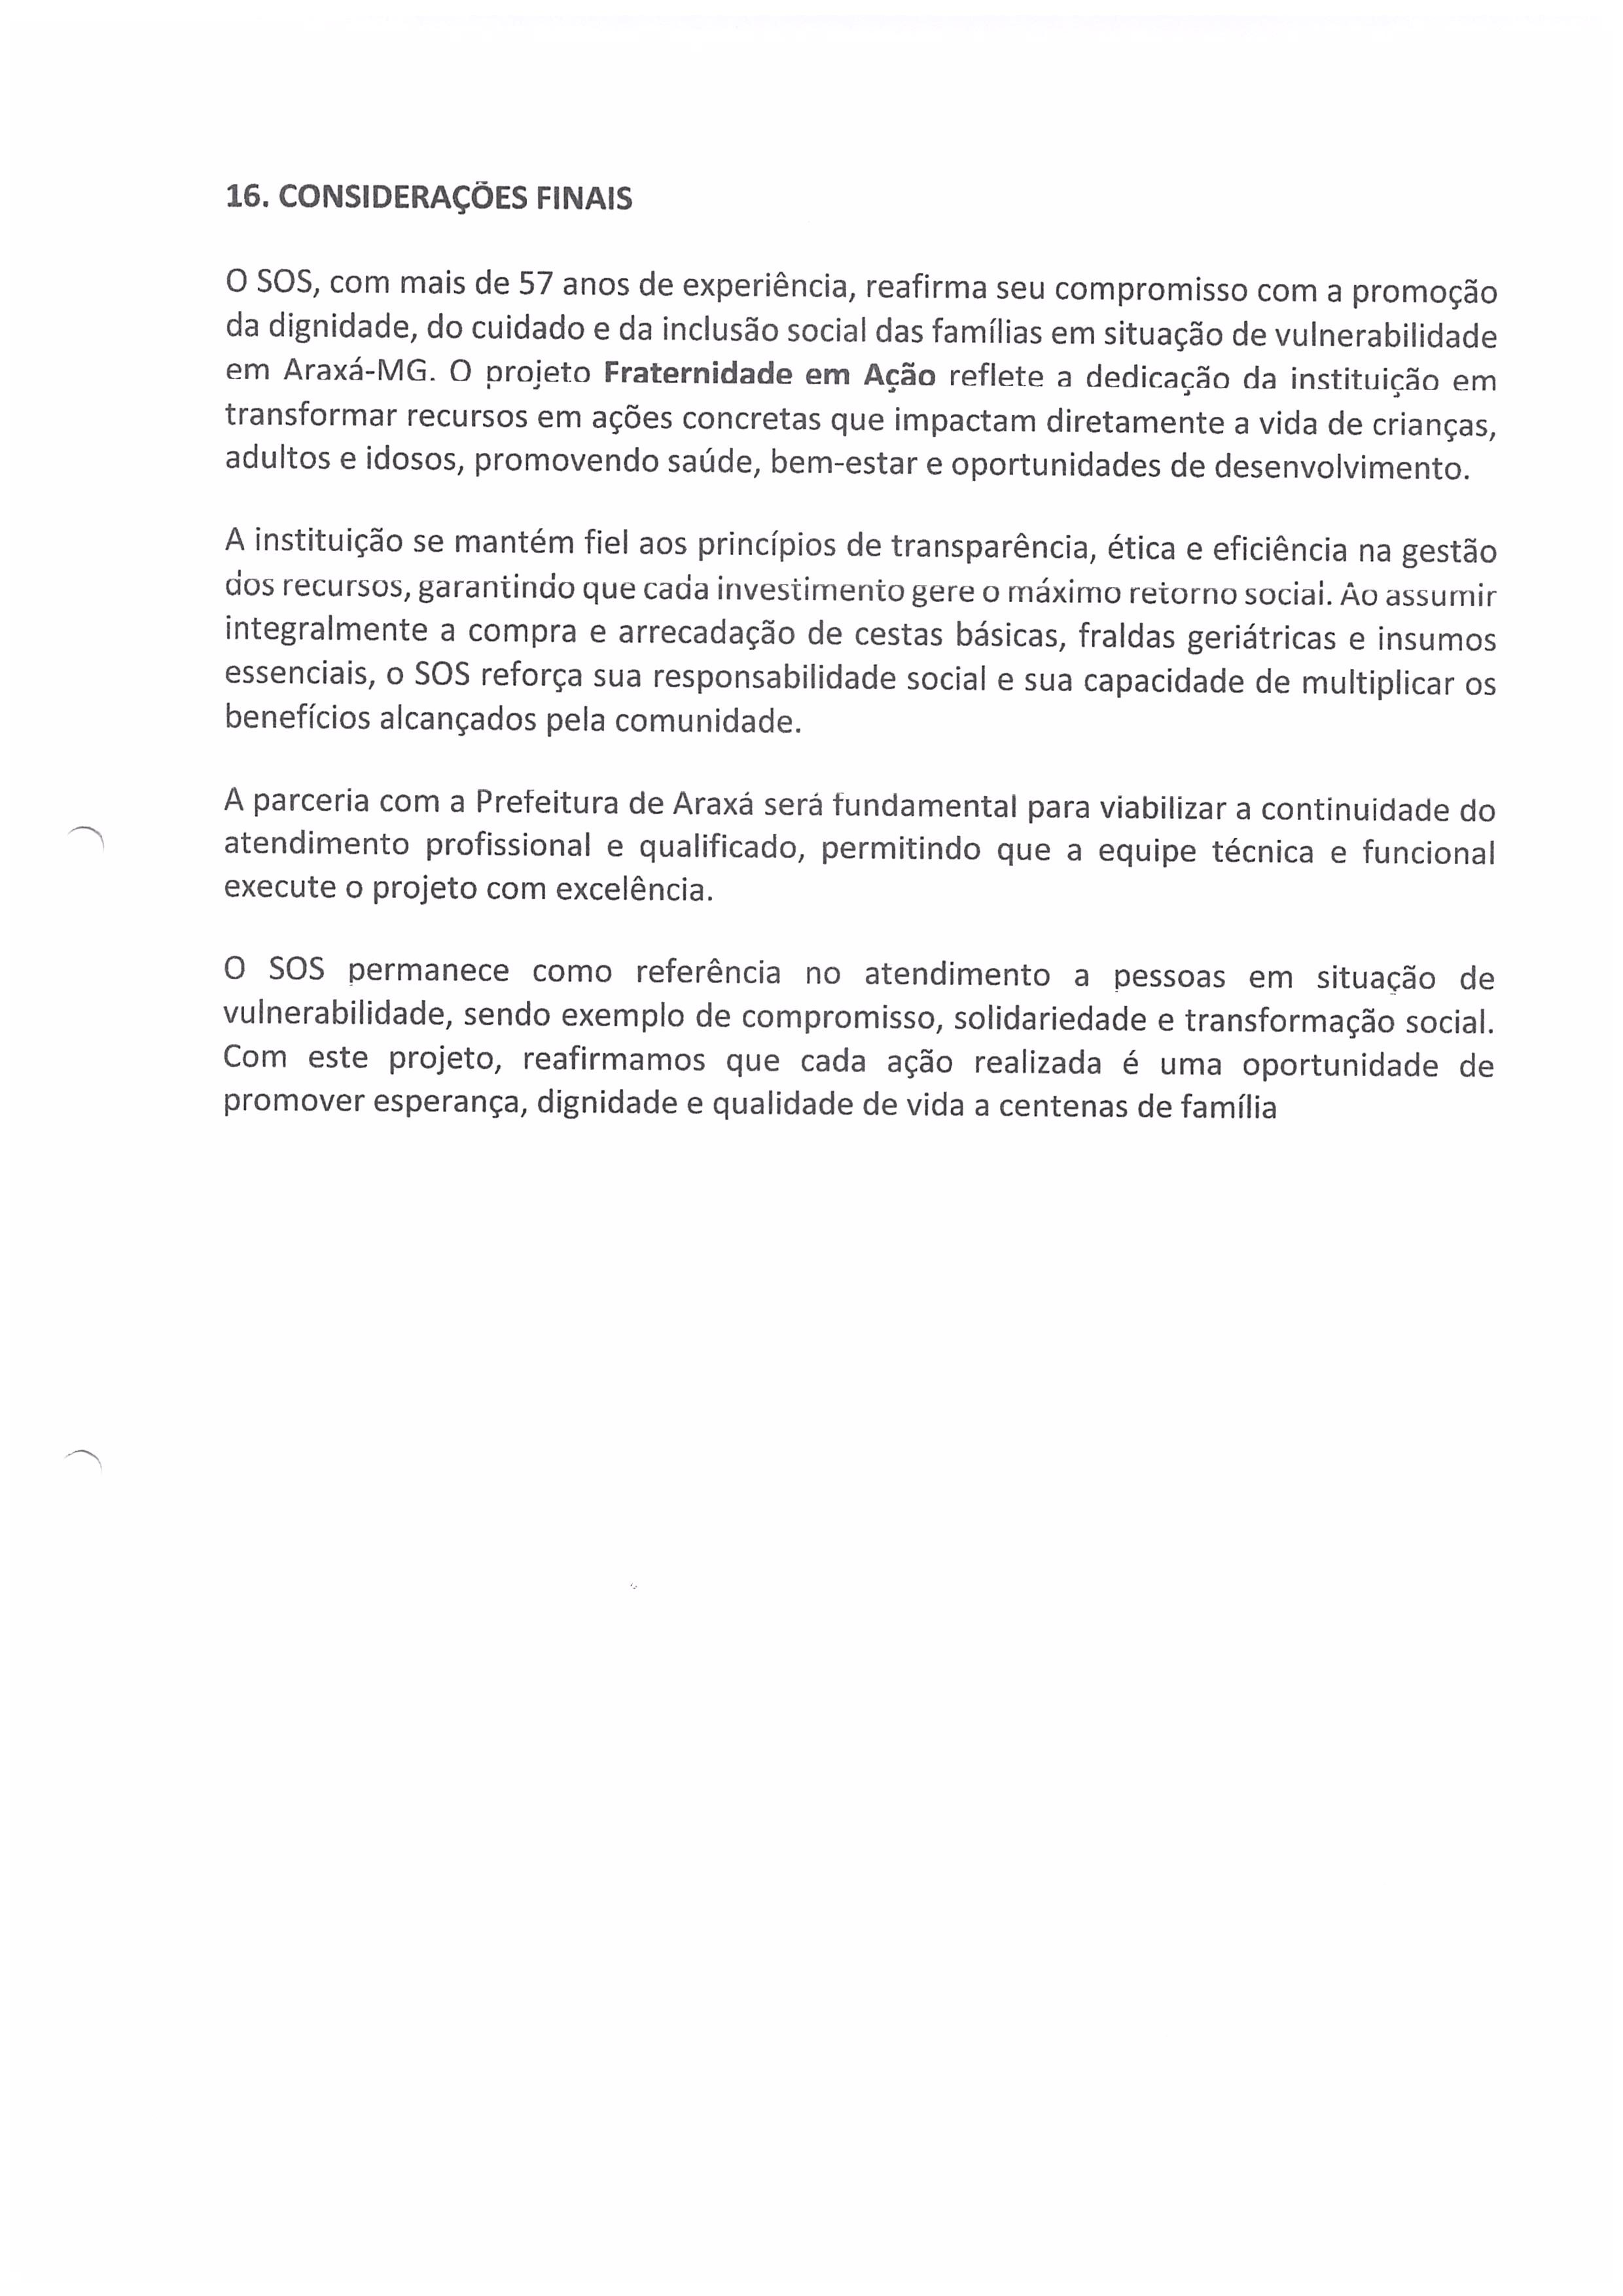 16. CONSIDERAÇÕES FINAIS
O SOS, com mais de 57 anos de experiência, reafirma seu compromisso com a promoção
da dignidade, do cuidado e da inclusão social das famílias em situação de vulnerabilidade
em Araxá-MG. O projeto Fraternidade em Ação reflete a dedicação da instituição em
transformar recursos em ações concretas que impactam diretamente a vida de crianças,
adultos e idosos, promovendo saúde, bem-estar e oportunidades de desenvolvimento.
A instituição se mantém fiel aos princípios de transparência, ética e eficiência na gestão
dos recursos, garantindo que cada investimento gere o máximo retorno social. Ao assumir
integralmente a compra e arrecadação de cestas básicas, fraldas geriátricas e insumos
essenciais, o SOS reforça sua responsabilidade social e sua capacidade de multiplicar os
benefícios alcançados pela comunidade.
A parceria com a Prefeitura de Araxá será fundamental para viabilizar a continuidade do
atendimento profissional e qualificado, permitindo que a equipe técnica e funcional
execute o projeto com excelência.
O SOS permanece como referência no atendimento a pessoas em situação de
vulnerabilidade, sendo exemplo de compromisso, solidariedade e transformação social.
Com este projeto, reafirmamos que cada ação realizada é uma oportunidade de
promover esperança, dignidade e qualidade de vida a centenas de família